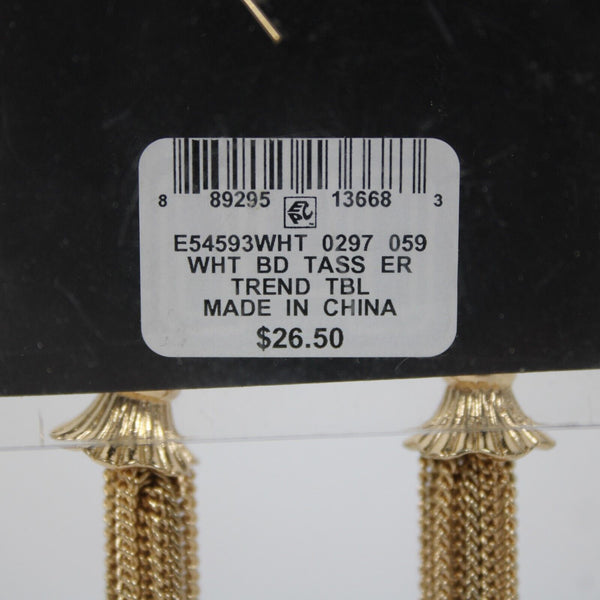 8 89295 13668 3
E54593WHT 0297 059
WHT BD TASS ER
TREND TBL
MADE IN CHINA
$26.50